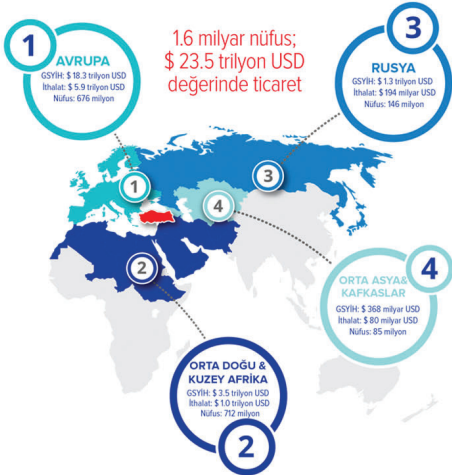 1
AVRUPA
GSYİH: $ 18.3 trilyon USD
İthalat: $ 5.9 trilyon USD
Nüfus: 676 milyon
1.6 milyar nüfus;
$ 23.5 trilyon USD
değerinde ticaret
3
RUSYA
GSYİH: $ 1.3 trilyon USD
İthalat: $ 194 milyar USD
Nüfus: 146 milyon
1
3
4
2
4
ORTA ASYA&
KAFKASLAR
GSYİH: $ 368 milyar USD
İthalat: $ 80 milyar USD
Nüfus: 85 milyon
ORTA DOĞU &
KUZEY AFRİKA
GSYİH: $ 3.5 trilyon USD
İthalat: $ 1.0 trilyon USD
Nüfus: 712 milyon
2